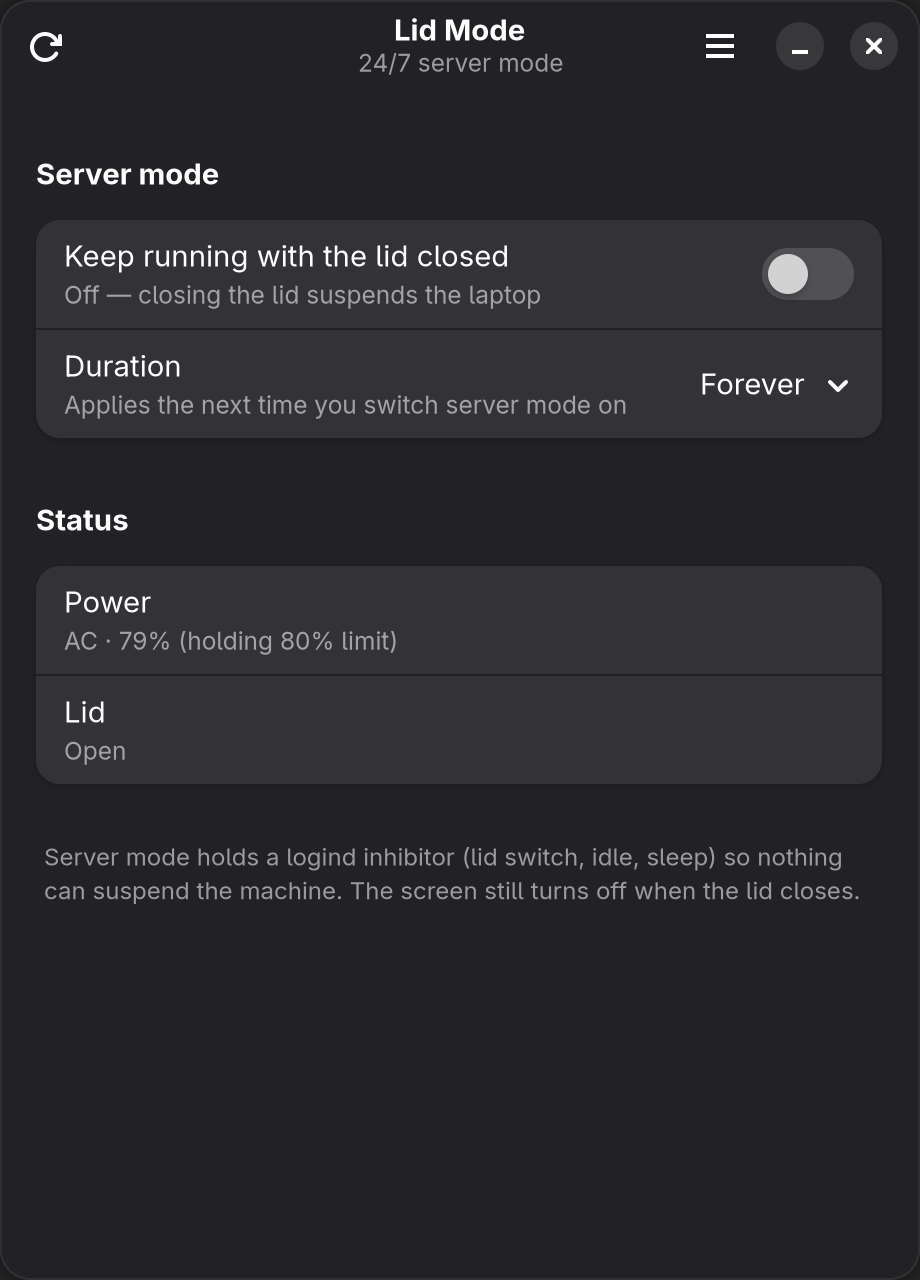 Lid Mode
24/7 server mode
Server mode
Keep running with the lid closed
Off — closing the lid suspends the laptop
Duration
Applies the next time you switch server mode on
Forever
Status
Power
AC · 79% (holding 80% limit)
Lid
Open
Server mode holds a logind inhibitor (lid switch, idle, sleep) so nothing
can suspend the machine. The screen still turns off when the lid closes.